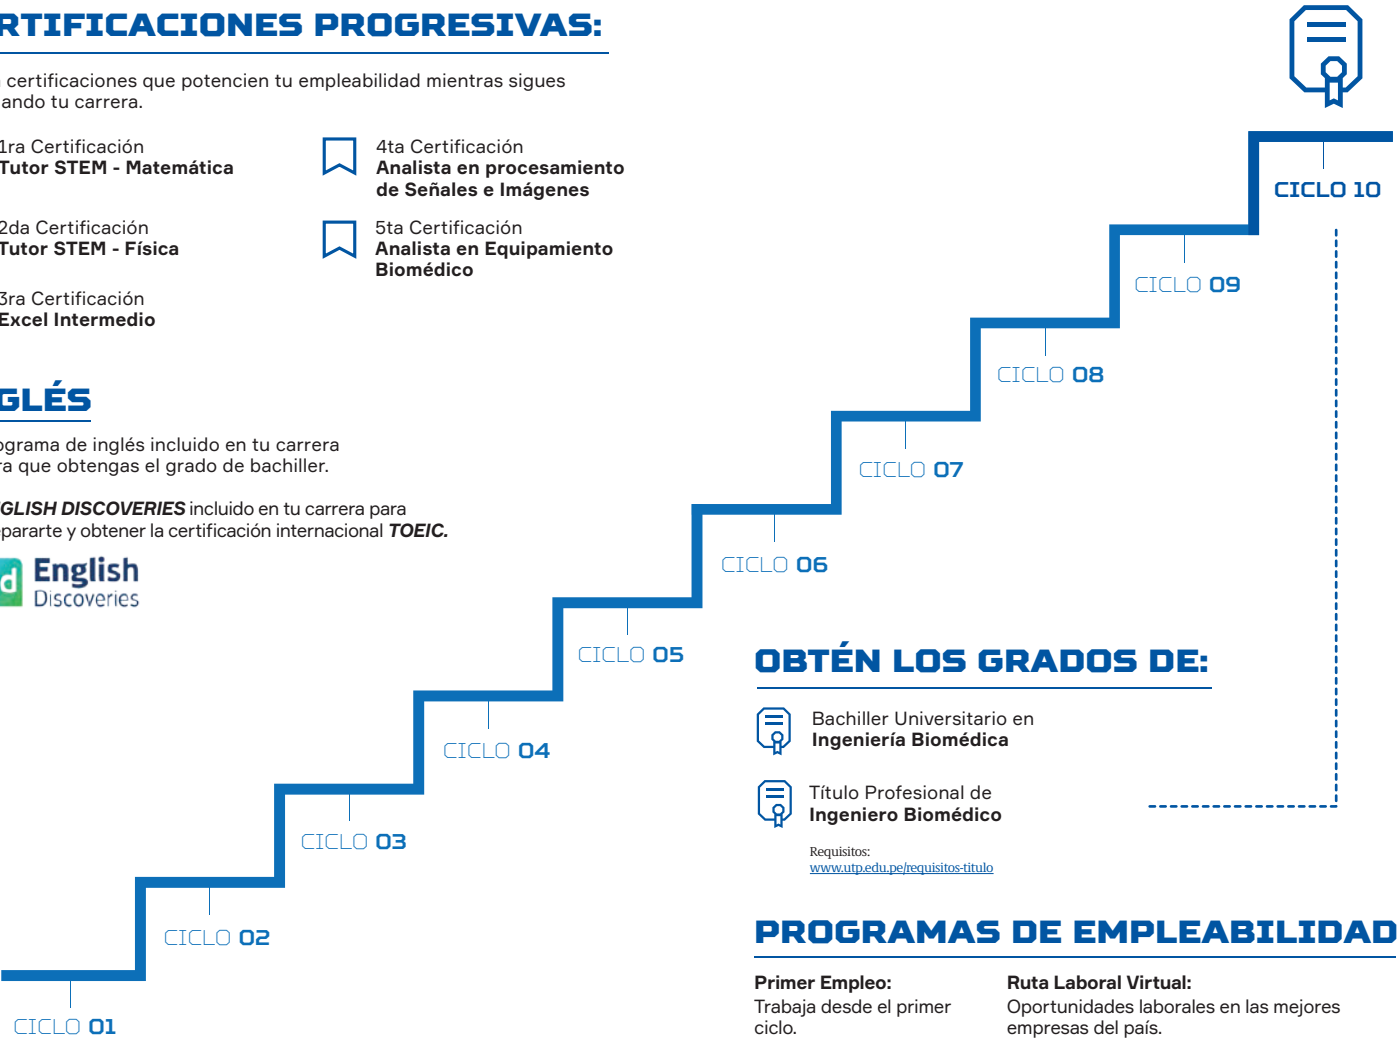 RTIFICACIONES PROGRESIVAS:
certificaciones que potencien tu empleabilidad mientras sigues
ando tu carrera.
1ra Certificación
Tutor STEM - Matemática
2da Certificación
Tutor STEM - Física
3ra Certificación
Excel Intermedio
4ta Certificación
Analista en procesamiento
de Señales e Imágenes
5ta Certificación
Analista en Equipamiento
Biomédico
GLÉS
ograma de inglés incluido en tu carrera
ra que obtengas el grado de bachiller.
GLISH DISCOVERIES incluido en tu carrera para
epararte y obtener la certificación internacional TOEIC.
d English
Discoveries
CICLO 10
CICLO 09
CICLO 08
CICLO 07
CICLO 06
CICLO 05
CICLO 04
CICLO 03
CICLO 02
CICLO 01
OBTÉN LOS GRADOS DE:
Bachiller Universitario en
Ingeniería Biomédica
Título Profesional de
Ingeniero Biomédico
Requisitos:
www.utp.edu.pe/requisitos-titulo
PROGRAMAS DE EMPLEABILIDAD
Primer Empleo:
Trabaja desde el primer
ciclo.
Ruta Laboral Virtual:
Oportunidades laborales en las mejores
empresas del país.